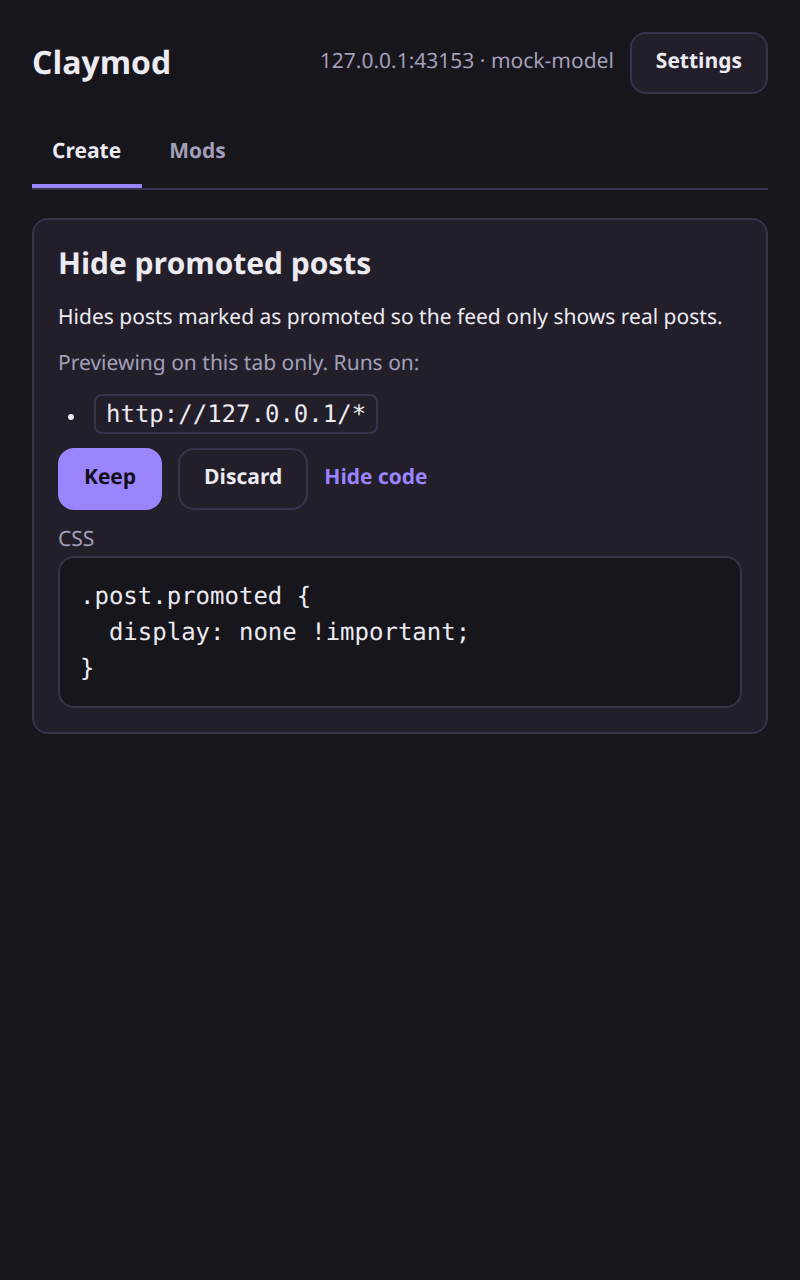 Claymod
127.0.0.1:43153 · mock-model
Settings
Create
Mods
Hide promoted posts
Hides posts marked as promoted so the feed only shows real posts.
Previewing on this tab only. Runs on:
• http://127.0.0.1/*
Keep
Discard
Hide code
CSS
.post.promoted {
  display: none !important;
}